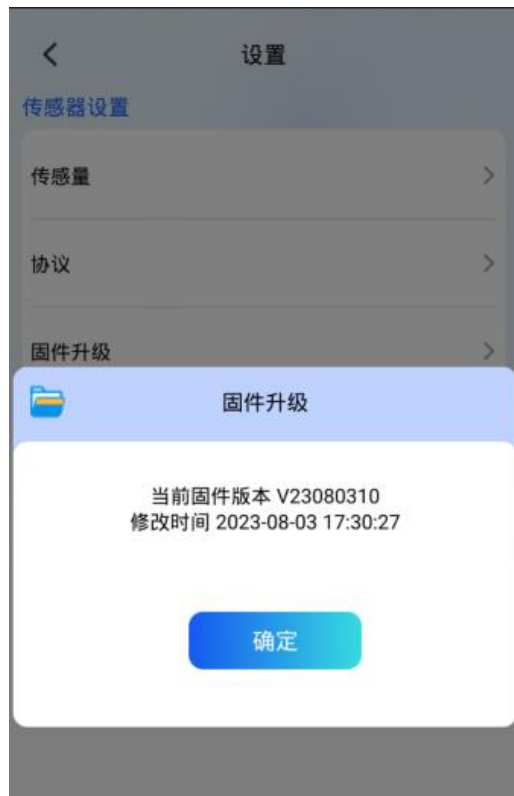 设置
传感器设置
传感量
协议
固件升级
固件升级
当前固件版本 V23080310
修改时间 2023-08-03 17:30:27
确定